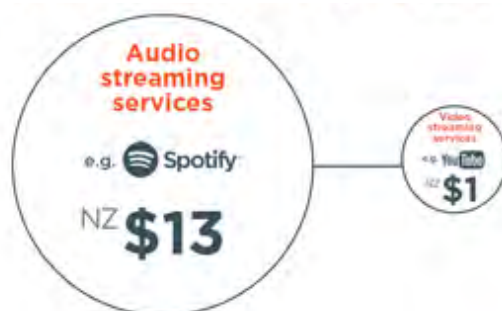 Audio
streaming
services
e.g. Spotify
NZ $13
Video
streaming
services
e.g. YouTube
NZ $1